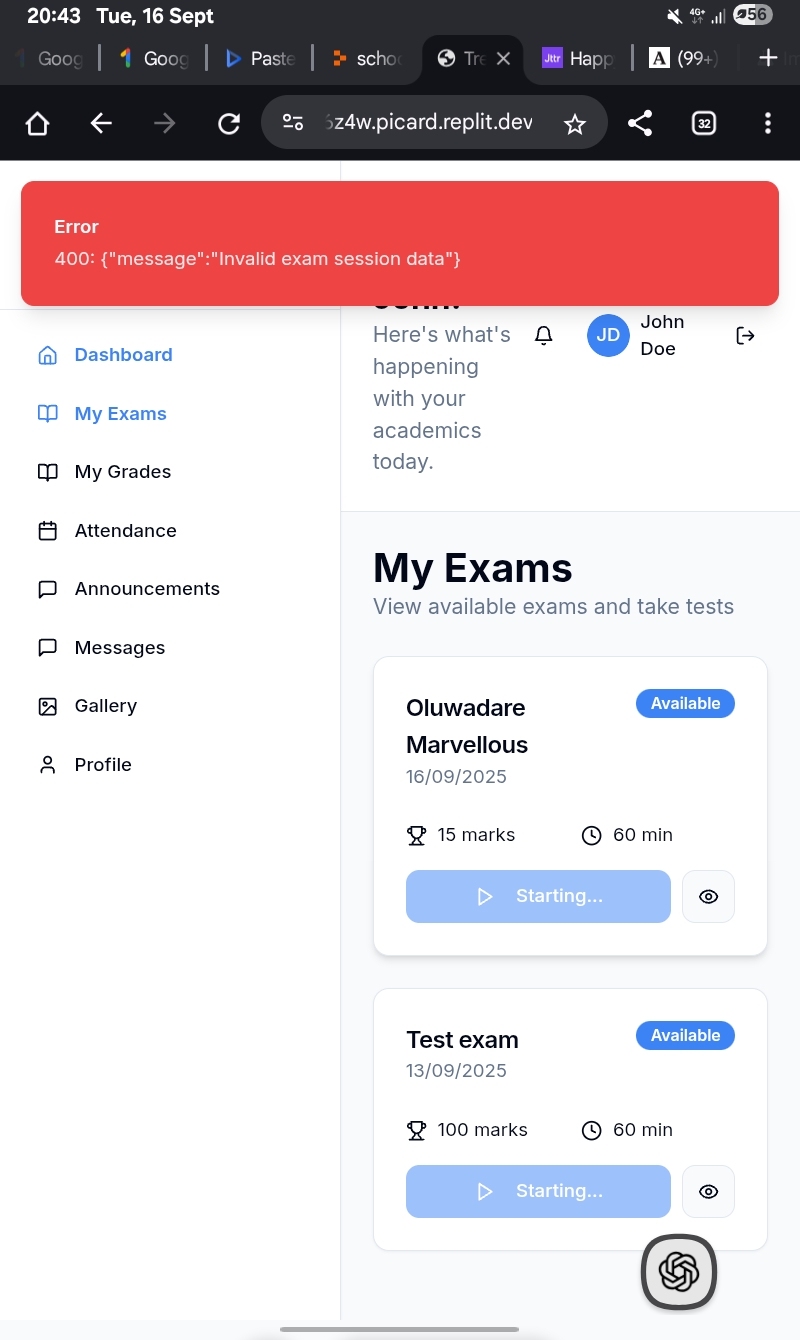 20:43 Tue, 16 Sept
4G+
56
Goog
Goog
Paste
schoo
Tre
Jttr
Happ
A
(99+)
z4w.picard.replit.dev
32
Error
400: {"message":"Invalid exam session data"}
Here's what's
happening
with your
academics
today.
JD
John
Doe
Dashboard
My Exams
My Grades
Attendance
Announcements
Messages
Gallery
Profile
My Exams
View available exams and take tests
Oluwadare
Marvellous
Available
16/09/2025
15 marks
60 min
Starting...
Test exam
Available
13/09/2025
100 marks
60 min
Starting...